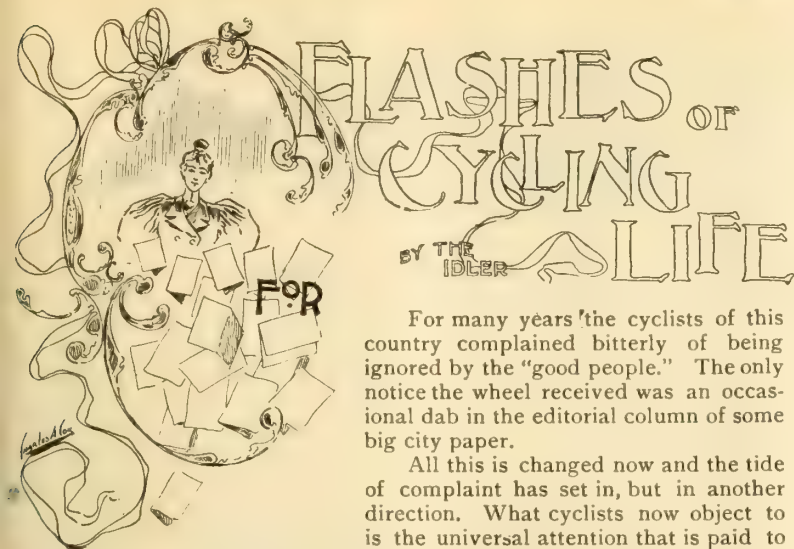 FLASHES OF
CYCLING
LIFE
BY THE
IDLER
FOR
For many years the cyclists of this
country complained bitterly of being
ignored by the "good people." The only
notice the wheel received was an occas-
ional dab in the editorial column of some
big city paper.
All this is changed now and the tide
of complaint has set in, but in another
direction. What cyclists now object to
is the universal attention that is paid to